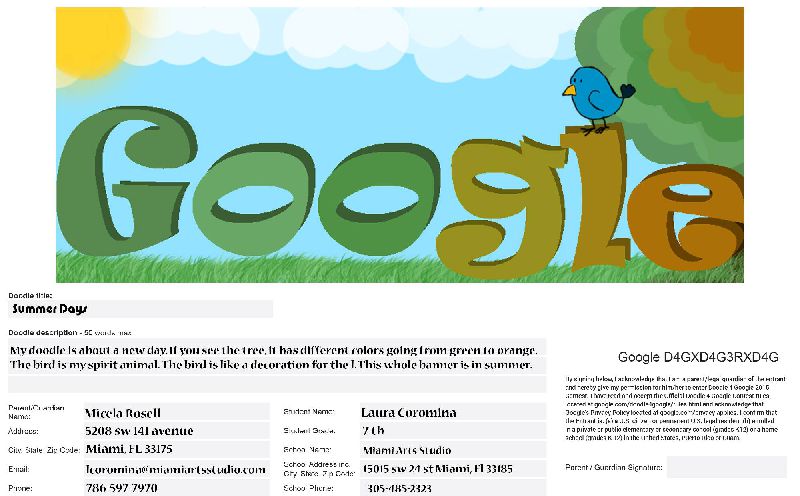 Google
Doodle title:
Summer Days
Doodle description - 50 words max
My doodle is about a new day. If you see the tree, it has different colors going from green to orange.
The bird is my spirit animal. The bird is like a decoration for the l. This whole banner is in summer.
Google D4GXD4G3RXD4G
By signing below, I acknowledge that I am a parent/legal guardian of the entrant
and hereby give my permission for him/her to enter Doodle 4 Google 2015
Contest. I have read and accept the Official Doodle 4 Google Contest rules,
located at google.com/doodle4google/rules.html and acknowledge that
Google's Privacy Policy located at google.com/privacy applies. I confirm that
the Entrant is: (a) a U.S. citizen or permanent U.S. legal resident (b) enrolled
in a private or public elementary or secondary school (grades K-12) or a home
school (grades K-12) in the United States, Puerto Rico or Guam.
Parent / Guardian Signature:
Parent/Guardian Name: Micela Rosell
Address: 5208 sw 141 avenue
City, State, Zip Code: Miami, FL 33175
Email: lcoromina@miamiartsstudio.com
Phone: 786 597 7970
Student Name: Laura Coromina
Student Grade: 7 th
School Name: Miami Arts Studio
School Address inc. City, State, Zip Code: 15015 sw 24 st Miami, Fl 33185
School Phone: 305-485-2323